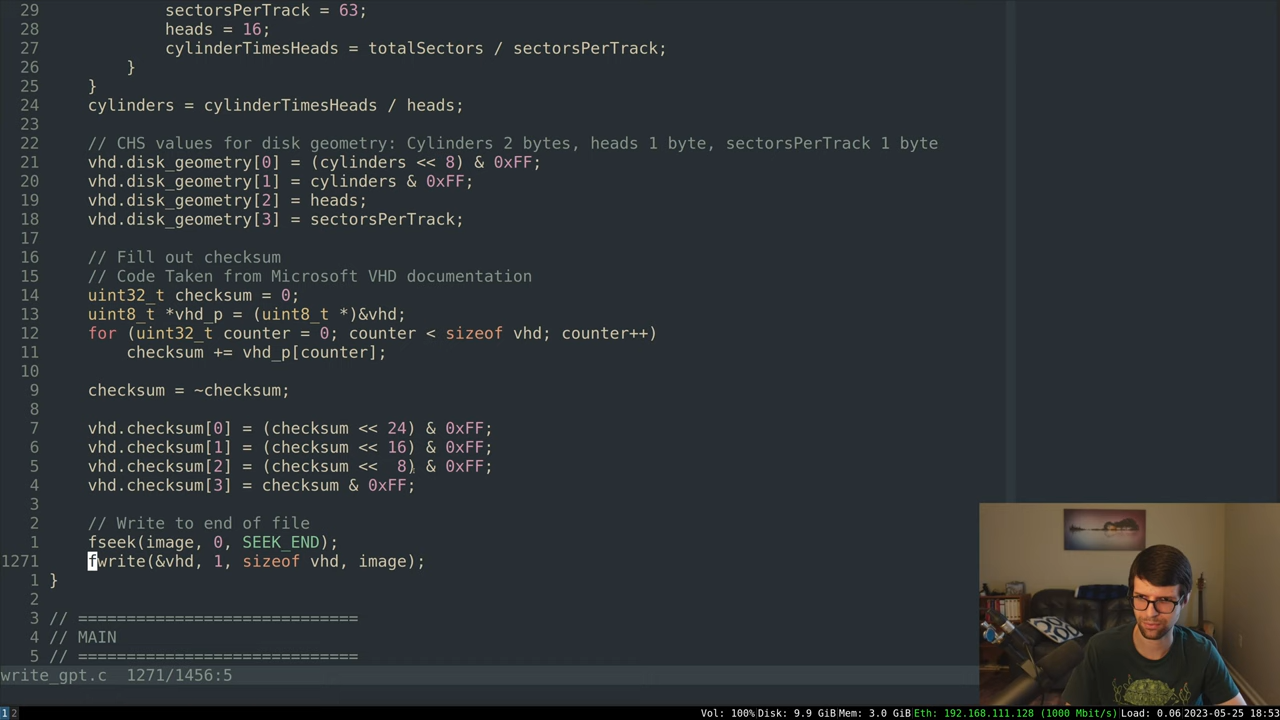 29            sectorsPerTrack = 63;
28            heads = 16;
27            cylinderTimesHeads = totalSectors / sectorsPerTrack;
26        }
25    }
24    cylinders = cylinderTimesHeads / heads;
23
22    // CHS values for disk geometry: Cylinders 2 bytes, heads 1 byte, sectorsPerTrack 1 byte
21    vhd.disk_geometry[0] = (cylinders << 8) & 0xFF;
20    vhd.disk_geometry[1] = cylinders & 0xFF;
19    vhd.disk_geometry[2] = heads;
18    vhd.disk_geometry[3] = sectorsPerTrack;
17
16    // Fill out checksum
15    // Code Taken from Microsoft VHD documentation
14    uint32_t checksum = 0;
13    uint8_t *vhd_p = (uint8_t *)&vhd;
12    for (uint32_t counter = 0; counter < sizeof vhd; counter++)
11        checksum += vhd_p[counter];
10
9    checksum = ~checksum;
8
7    vhd.checksum[0] = (checksum << 24) & 0xFF;
6    vhd.checksum[1] = (checksum << 16) & 0xFF;
5    vhd.checksum[2] = (checksum <<  8) & 0xFF;
4    vhd.checksum[3] = checksum & 0xFF;
3
2    // Write to end of file
1    fseek(image, 0, SEEK_END);
1271    fwrite(&vhd, 1, sizeof vhd, image);
1 }
2
3 // =============================
4 // MAIN
5 // =============================
write_gpt.c  1271/1456:5
1 2 Vol: 100% Disk: 9.9 GiB Mem: 3.0 GiB Eth: 192.168.111.128 (1000 Mbit/s) Load: 0.06 2023-05-25 18:53